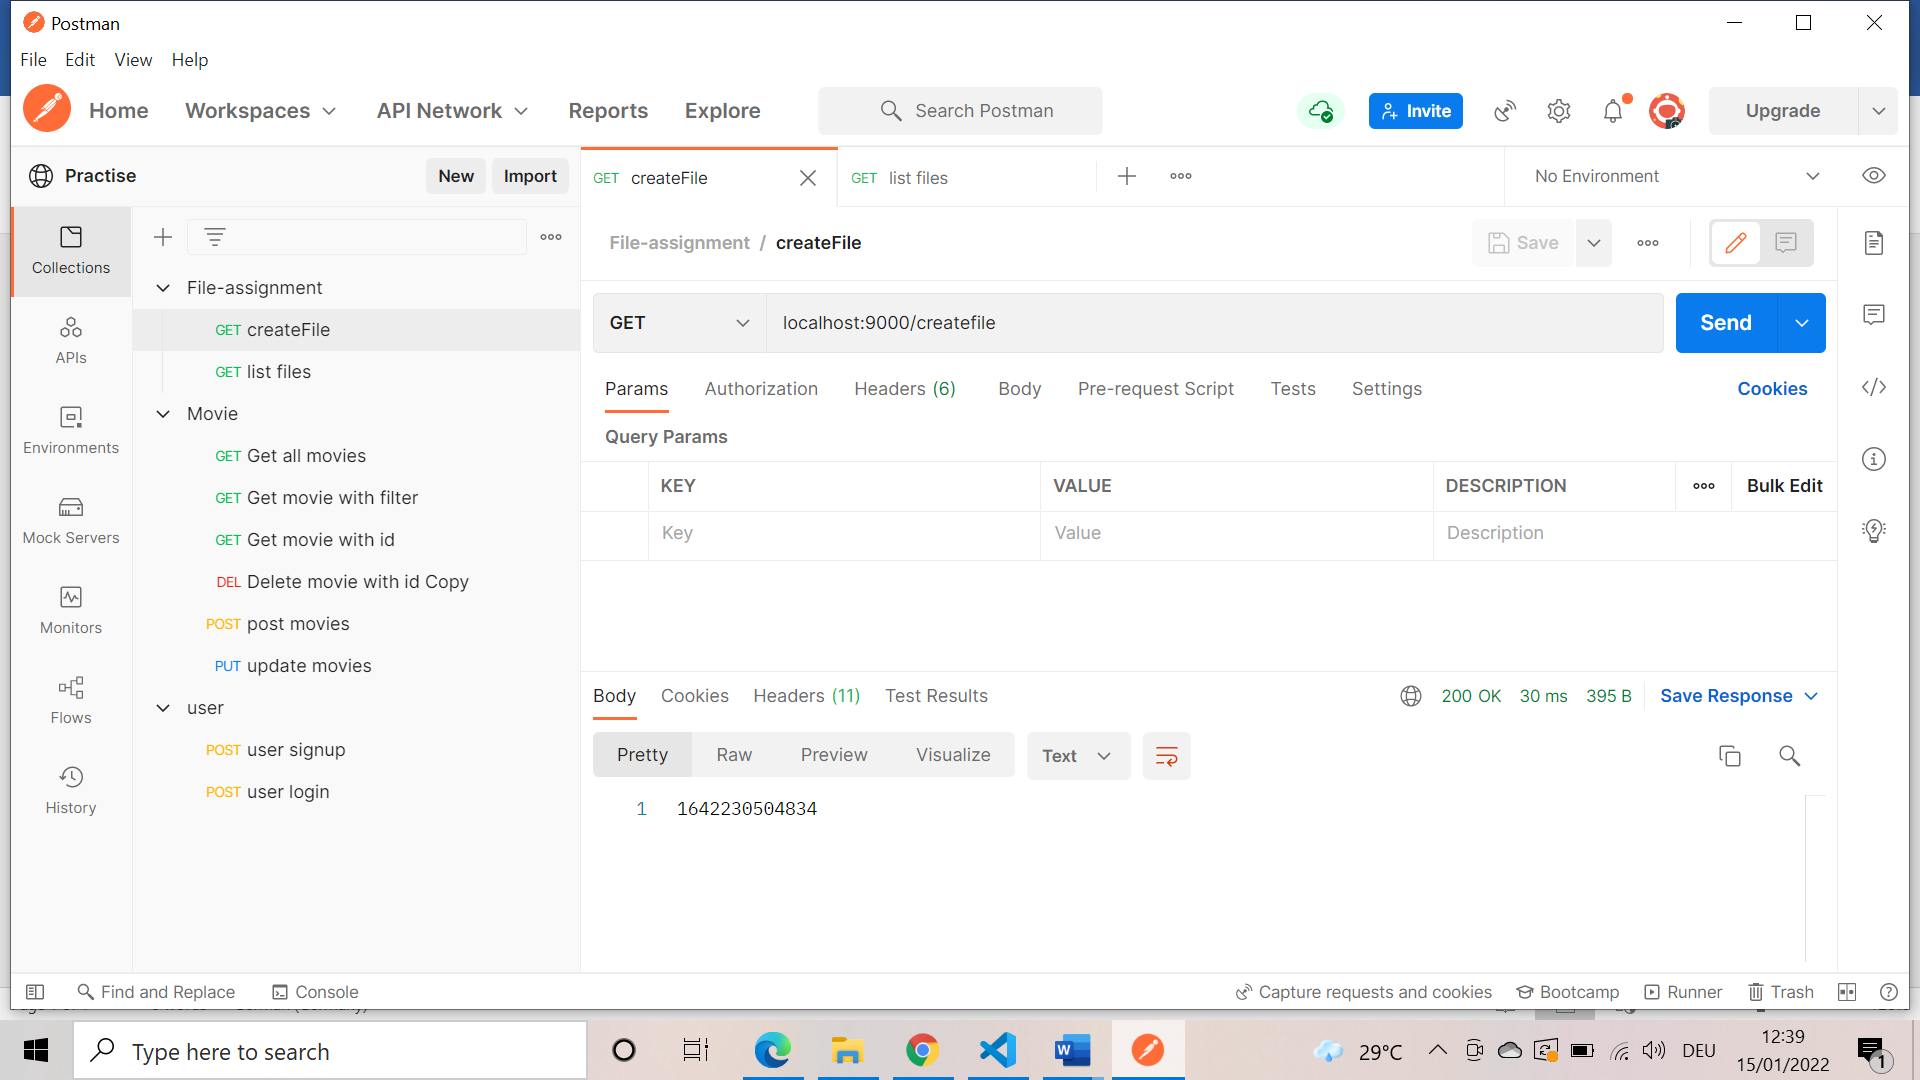 Postman
File Edit View Help
Home Workspaces API Network Reports Explore Search Postman Invite Upgrade
Practise New Import GET createFile GET list files No Environment
Collections
APIs
Environments
Mock Servers
Monitors
Flows
History
File-assignment
GET createFile
GET list files
Movie
GET Get all movies
GET Get movie with filter
GET Get movie with id
DEL Delete movie with id Copy
POST post movies
PUT update movies
user
POST user signup
POST user login
File-assignment / createFile Save
GET localhost:9000/createfile Send
Params Authorization Headers (6) Body Pre-request Script Tests Settings Cookies
Query Params
KEY VALUE DESCRIPTION Bulk Edit
Key Value Description
Body Cookies Headers (11) Test Results 200 OK 30 ms 395 B Save Response
Pretty Raw Preview Visualize Text
1 1642230504834
Find and Replace Console Capture requests and cookies Bootcamp Runner Trash
Type here to search 29°C DEU 12:39
15/01/2022 1